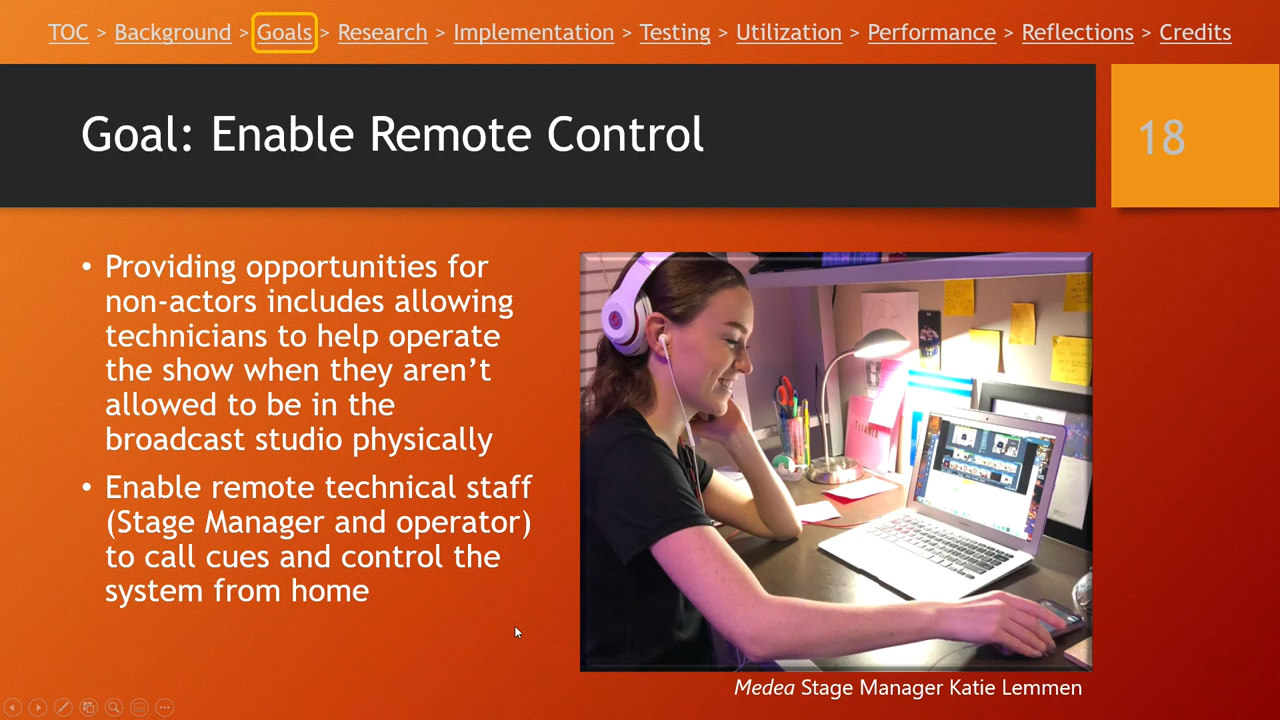 TOC > Background > Goals > Research > Implementation > Testing > Utilization > Performance > Reflections > Credits
Goal: Enable Remote Control
18
• Providing opportunities for
non-actors includes allowing
technicians to help operate
the show when they aren’t
allowed to be in the
broadcast studio physically
• Enable remote technical staff
(Stage Manager and operator)
to call cues and control the
system from home
Medea Stage Manager Katie Lemmen